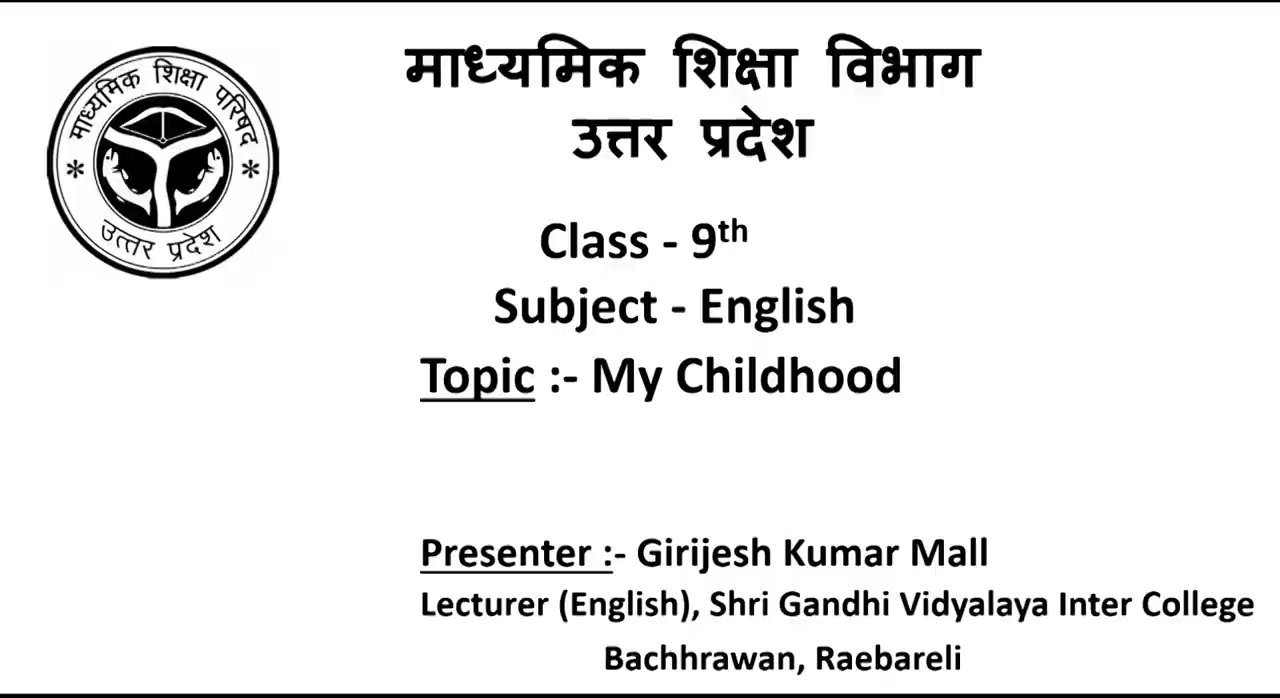 माध्यमिक शिक्षा परिषद
उत्तर प्रदेश
माध्यमिक शिक्षा विभाग
उत्तर प्रदेश
Class - 9th
Subject - English
Topic :- My Childhood
Presenter :- Girijesh Kumar Mall
Lecturer (English), Shri Gandhi Vidyalaya Inter College
Bachhrawan, Raebareli